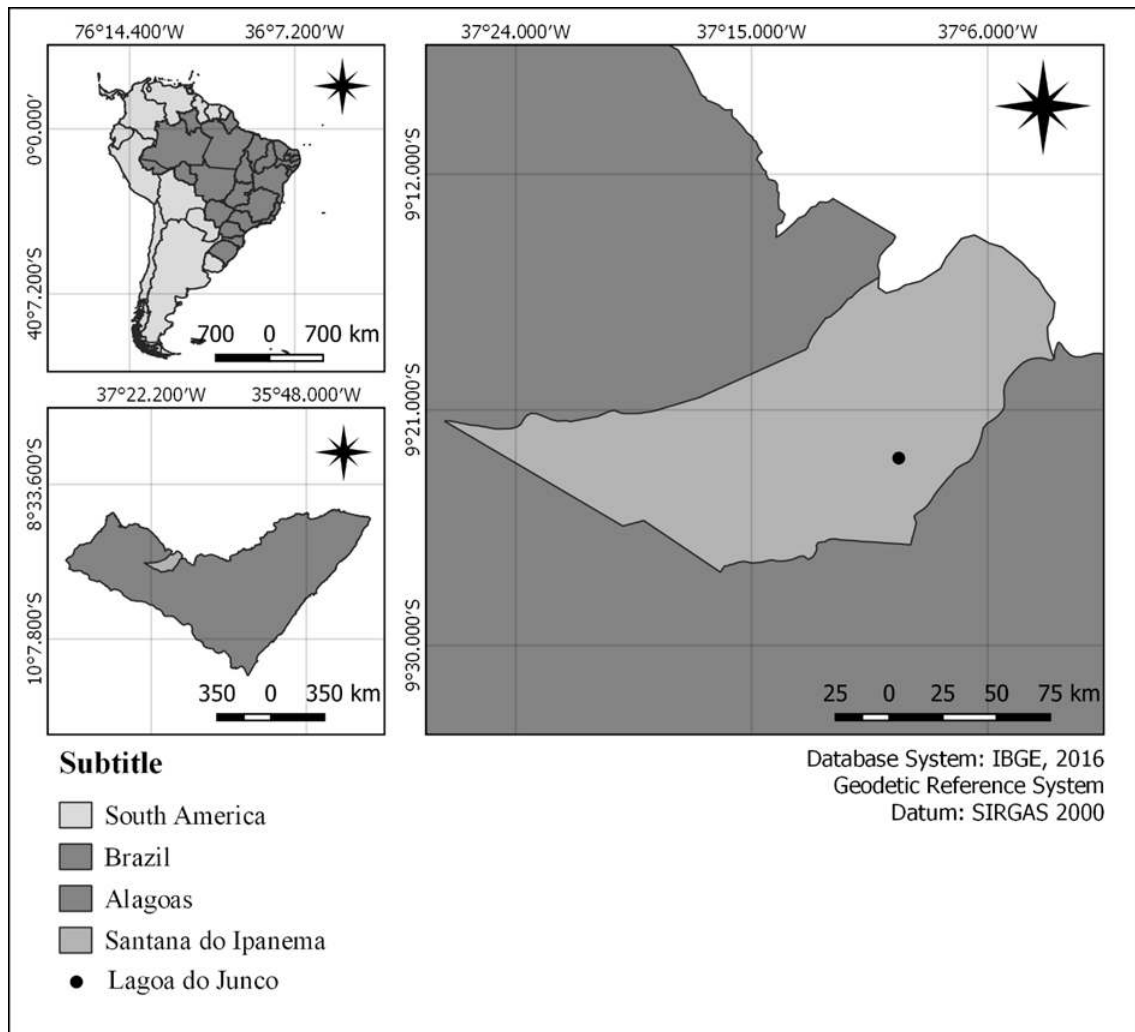 76°14.400'W 36°7.200'W
0°0.000'
40°7.200'S
700 0 700 km
37°22.200'W 35°48.000'W
8°33.600'S
10°7.800'S
350 0 350 km
37°24.000'W 37°15.000'W 37°6.000'W
9°12.000'S
9°21.000'S
9°30.000'S
25 0 25 50 75 km
Database System: IBGE, 2016
Geodetic Reference System
Datum: SIRGAS 2000
Subtitle
South America
Brazil
Alagoas
Santana do Ipanema
Lagoa do Junco